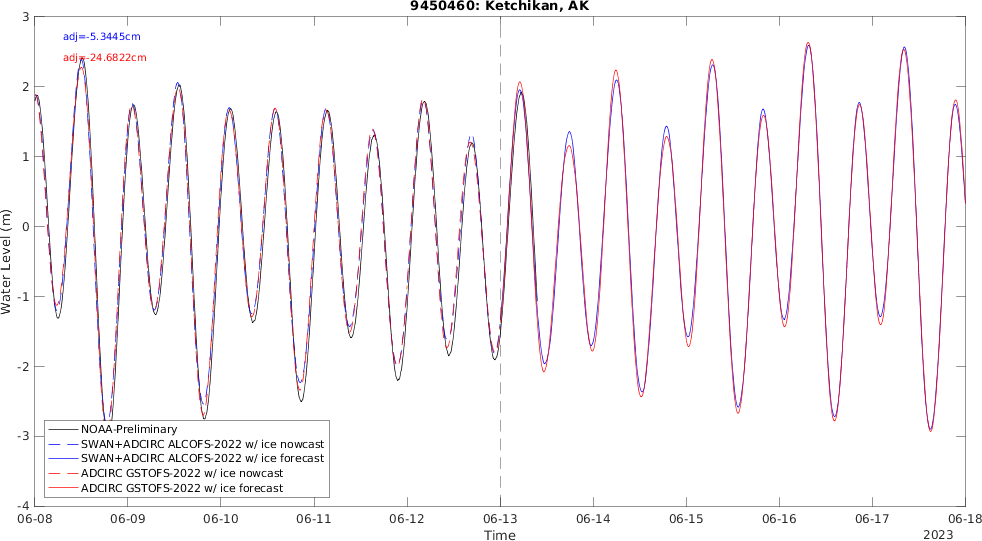 9450460: Ketchikan, AK
adj=-5.3445cm
adj=-24.6822cm
3
2
1
0
-1
-2
-3
-4
Water Level (m)
NOAA-Preliminary
SWAN+ADCIRC ALCOFS-2022 w/ ice nowcast
SWAN+ADCIRC ALCOFS-2022 w/ ice forecast
ADCIRC GSTOFS-2022 w/ ice nowcast
ADCIRC GSTOFS-2022 w/ ice forecast
06-08 06-09 06-10 06-11 06-12 06-13 06-14 06-15 06-16 06-17 06-18
Time
2023